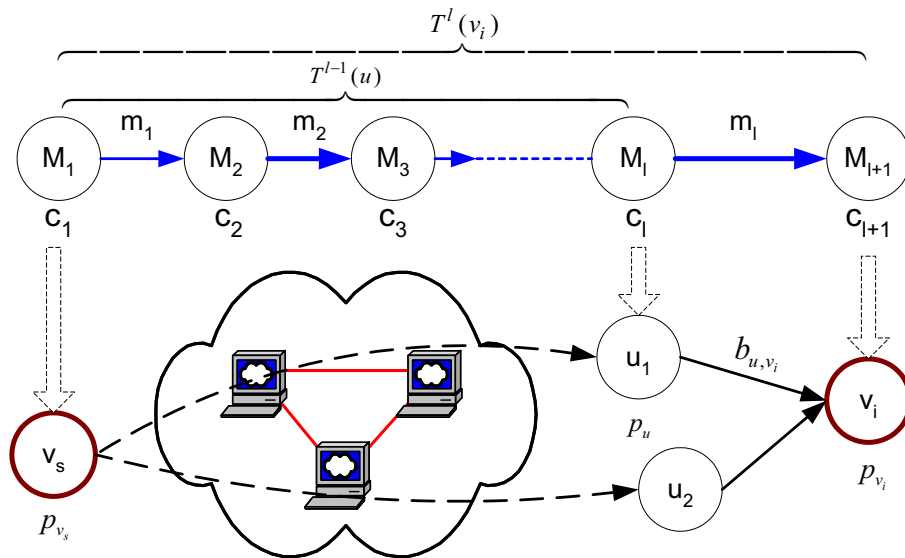 T^l(v_i)
T^{l-1}(u)
m_1 m_2 m_l
M_1 M_2 M_3 M_l M_{l+1}
c_1 c_2 c_3 c_l c_{l+1}
u_1 b_{u,v_i}
v_i
p_u
v_s
p_{v_i}
u_2
p_{v_s}